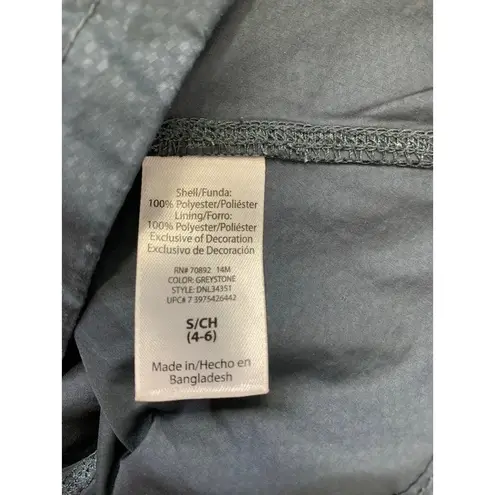 Shell/Funda:
100% Polyester/Poliéster
Lining/Forro:
100% Polyester/Poliéster
Exclusive of Decoration
Exclusivo de Decoración
RN# 70892 14M
COLOR: GREYSTONE
STYLE: DNL34351
UPC# 7 3975426442
S/CH
(4-6)
Made in/Hecho en
Bangladesh